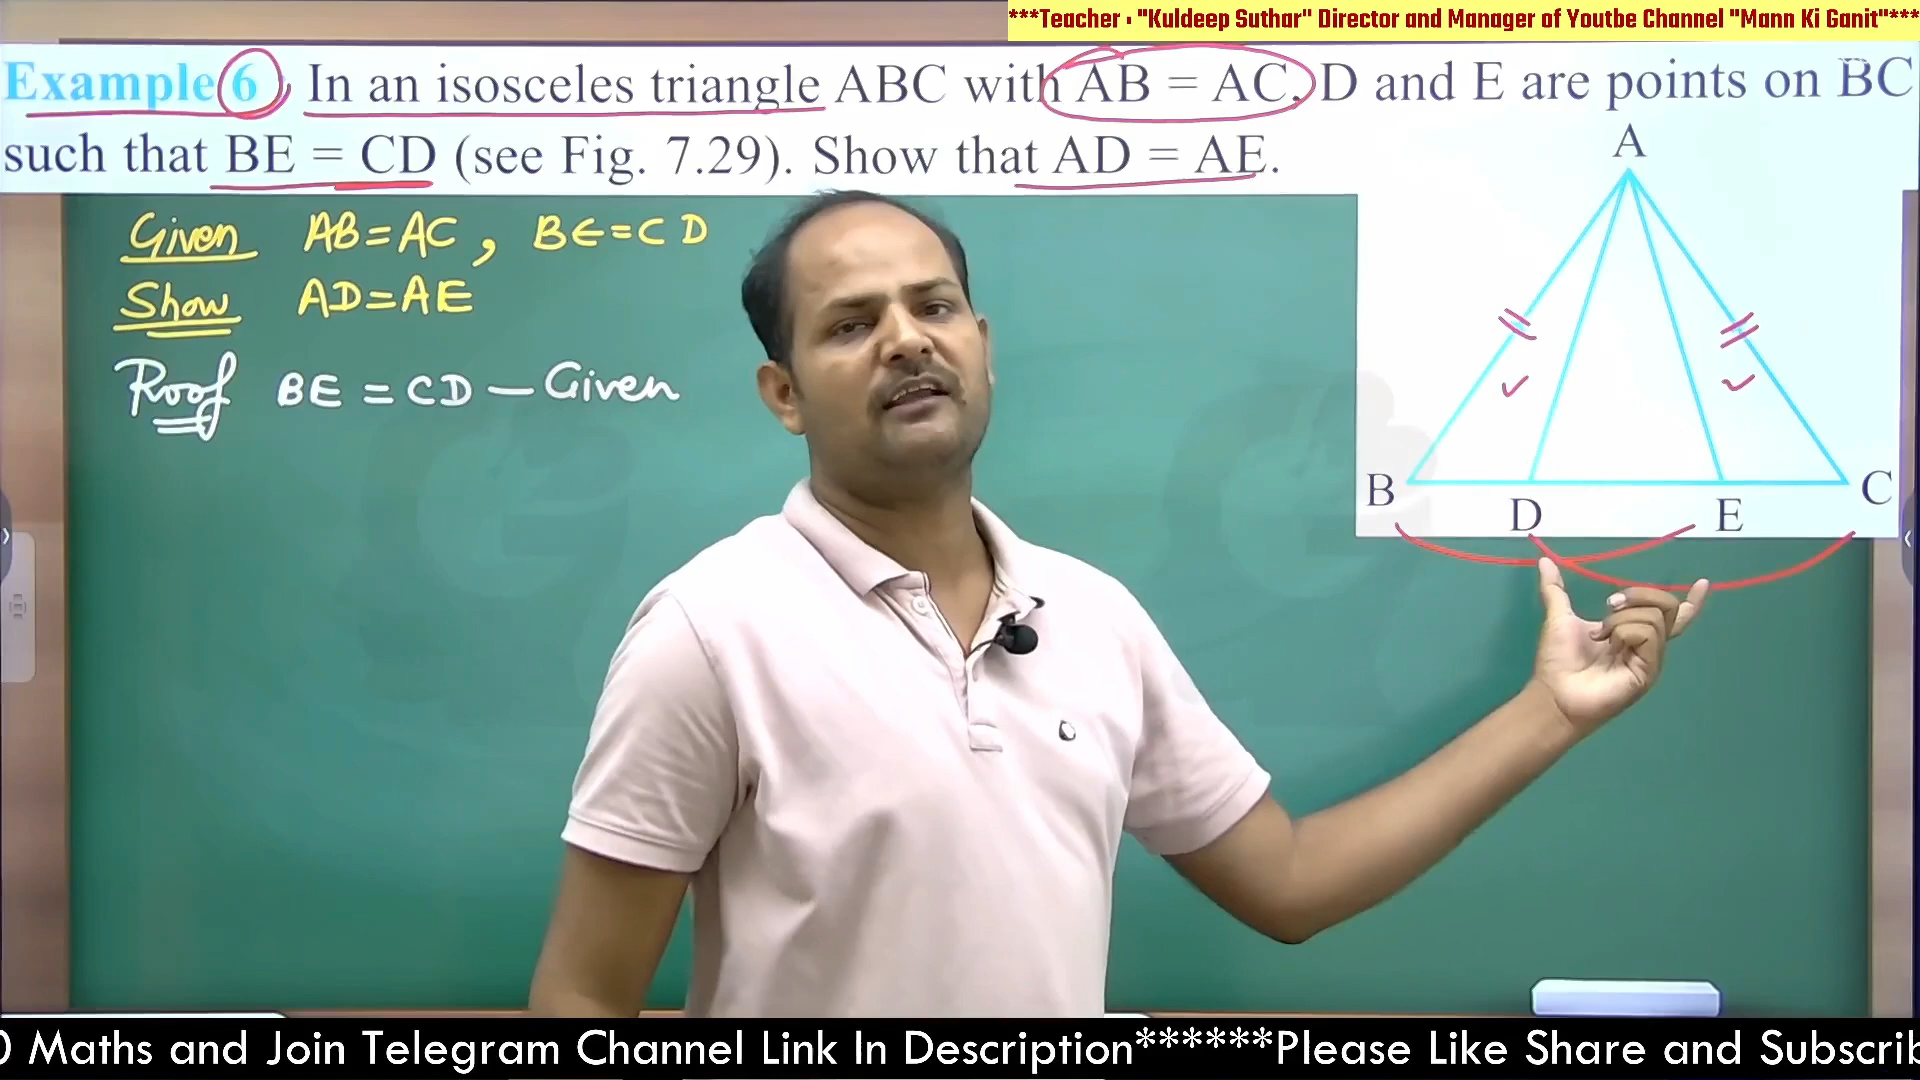 ***Teacher : "Kuldeep Suthar" Director and Manager of Youtbe Channel "Mann Ki Ganit"***
Example 6 : In an isosceles triangle ABC with AB = AC, D and E are points on BC
such that BE = CD (see Fig. 7.29). Show that AD = AE.
A
Given AB=AC, BE=CD
Show AD=AE
Proof BE = CD — Given
B D E C
0 Maths and Join Telegram Channel Link In Description******Please Like Share and Subscrib